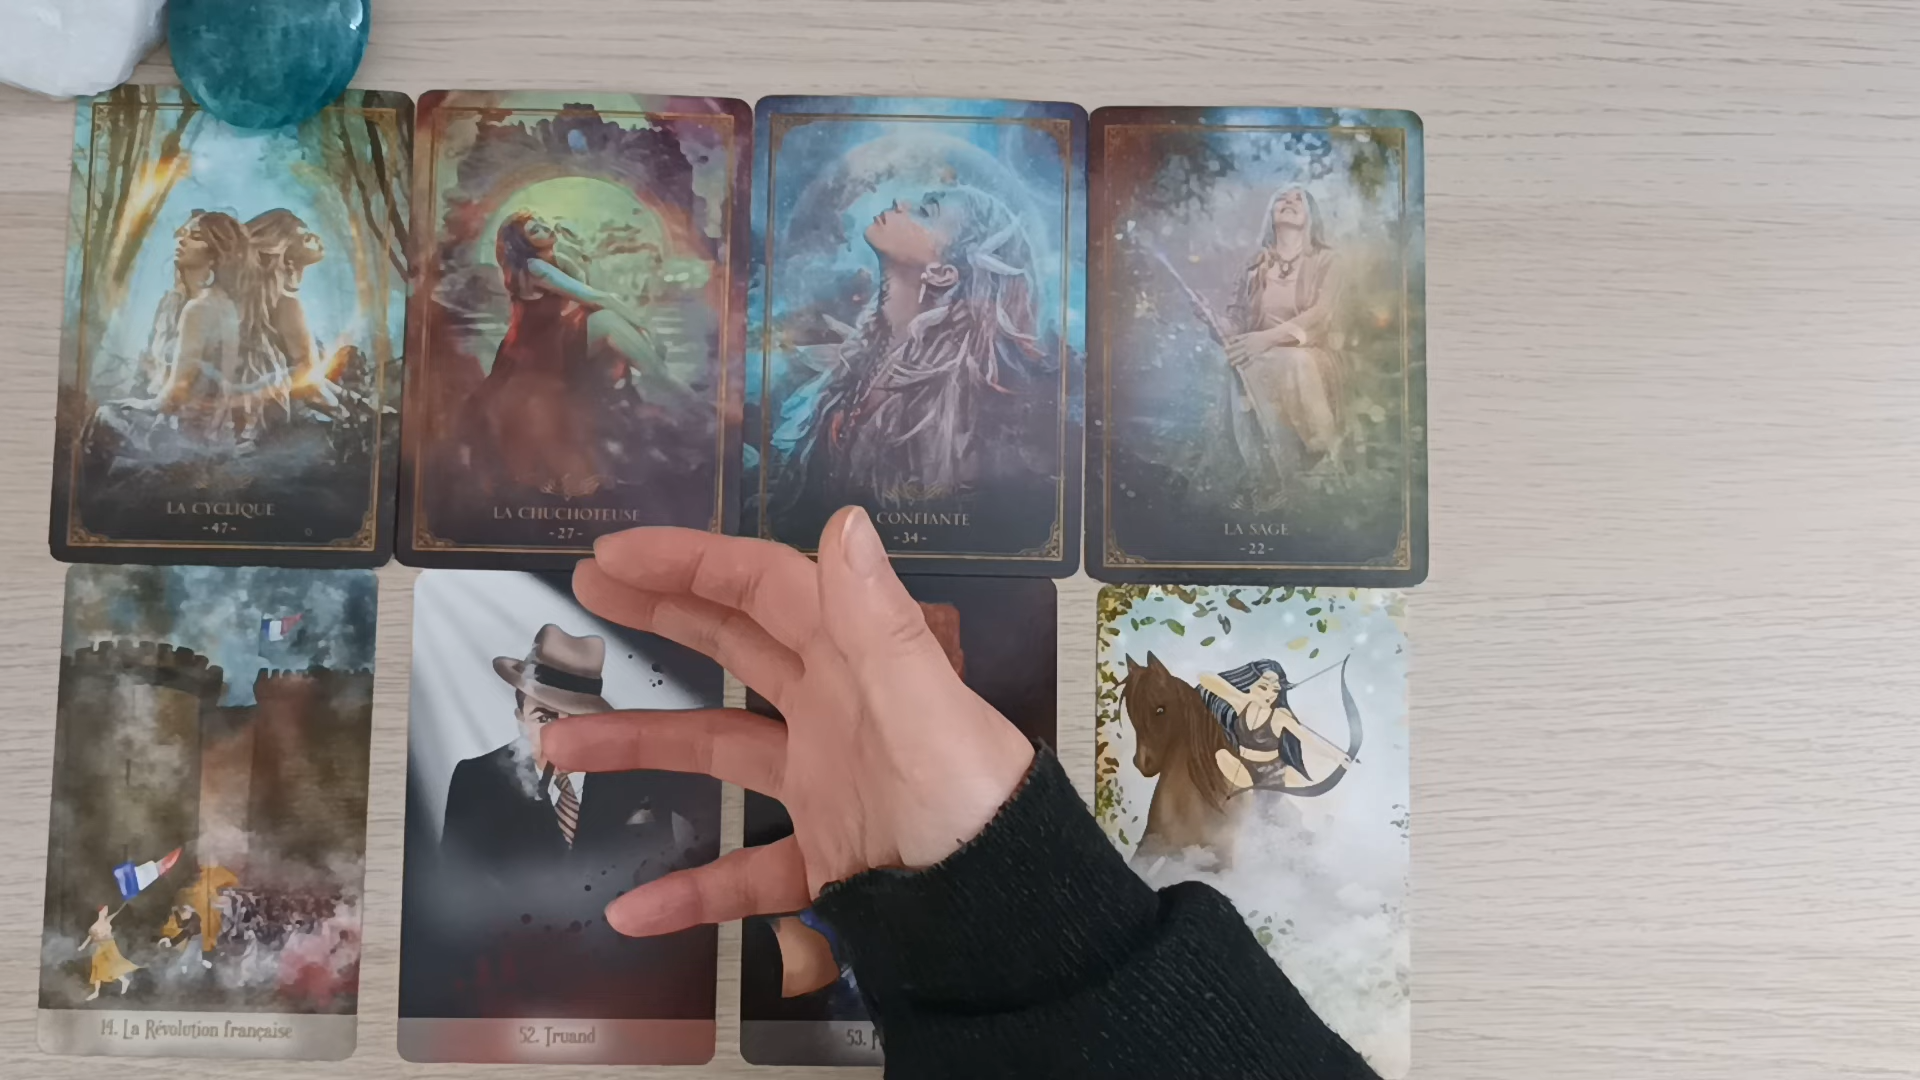 LA CYCLIQUE
-47-
LA CHUCHOTEUSE
-27-
CONFIANTE
-34-
LA SAGE
-22-
14. La Révolution française
52. Truand
53.